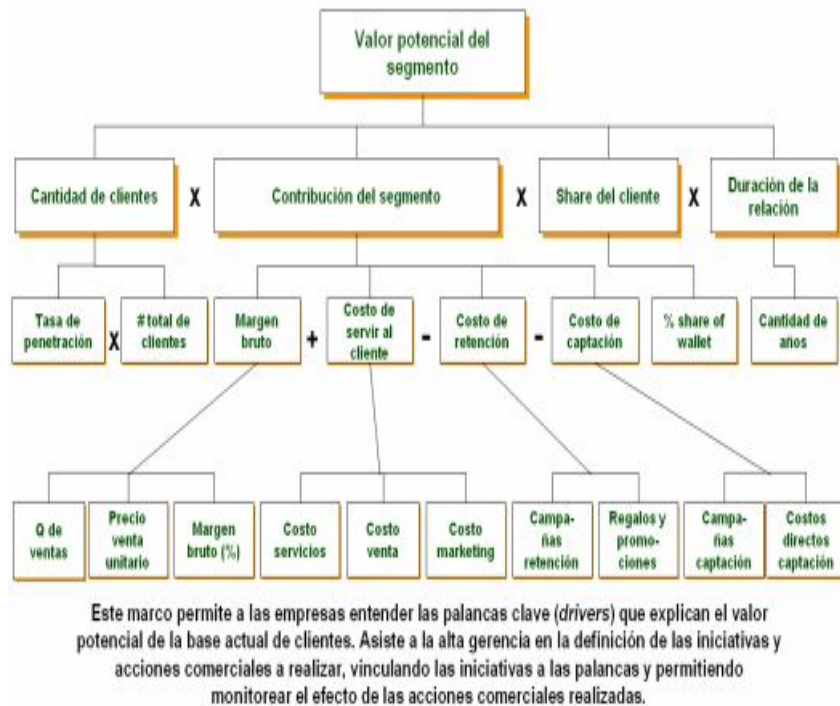 Valor potencial del
segmento
Cantidad de clientes
X
Contribución del segmento
X
Share del cliente
X
Duración de la
relación
Tasa de
penetración
X
# total de
clientes
Margen
bruto
+
Costo de
servir al
cliente
-
Costo de
retención
-
Costo de
captación
% share of
wallet
Cantidad de
años
Q de
ventas
Precio
venta
unitario
Margen
bruto (%)
Costo
servicios
Costo
venta
Costo
marketing
Campa-
ñas
retención
Regalos y
promo-
ciones
Campa-
ñas
captación
Costos
directos
captación
Este marco permite a las empresas entender las palancas clave (drivers) que explican el valor
potencial de la base actual de clientes. Asiste a la alta gerencia en la definición de las iniciativas y
acciones comerciales a realizar, vinculando las iniciativas a las palancas y permitiendo
monitorear el efecto de las acciones comerciales realizadas.